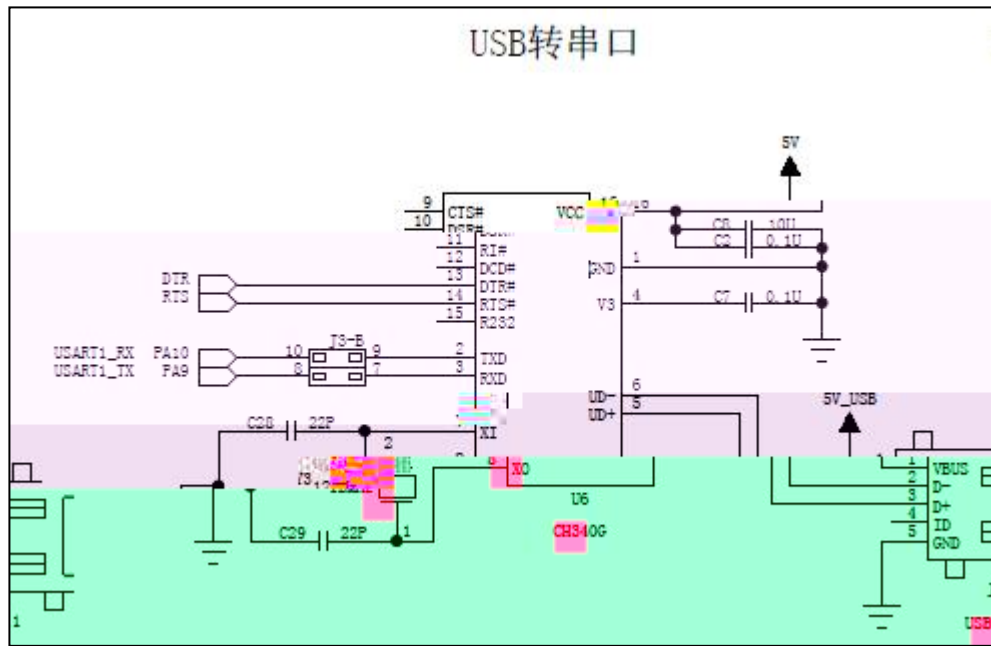 USB转串口
5V
9 CTS# VCC
10 DSR# C8 10U
11 RI# C2 0.1U
12 DCD# GND 1
DTR 13 DTR#
RTS 14 RTS# V3 4 C7 0.1U
15 R232
J3-B
USART1_RX PA10 10 9 2 TXD
USART1_TX PA9 8 7 3 RXD
UD- 6
UD+ 5 5V_USB
C28 22P XI
2
XO 1 VBUS
2 D-
U6 3 D+
4 ID
C29 22P 1 CH340G 5 GND
1 USB